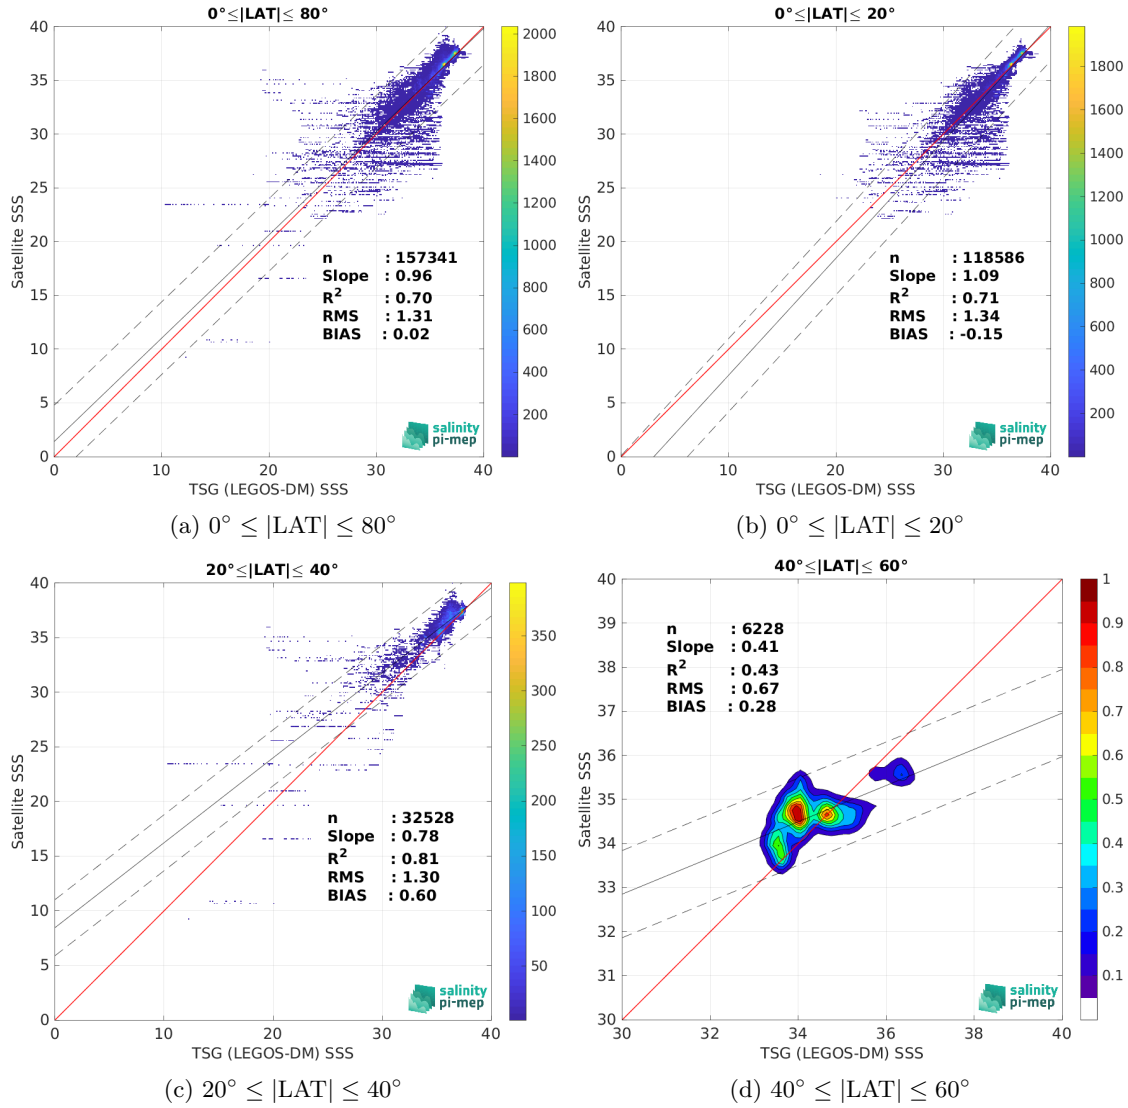 0°≤|LAT|≤ 80°
40
35
30
25
20
15
10
5
0
Satellite SSS
n : 157341
Slope : 0.96
R² : 0.70
RMS : 1.31
BIAS : 0.02
salinity
pi-mep
0 10 20 30 40
TSG (LEGOS-DM) SSS
2000
1800
1600
1400
1200
1000
800
600
400
200
(a) 0° ≤ |LAT| ≤ 80°
0°≤|LAT|≤ 20°
40
35
30
25
20
15
10
5
0
Satellite SSS
n : 118586
Slope : 1.09
R² : 0.71
RMS : 1.34
BIAS : -0.15
salinity
pi-mep
0 10 20 30 40
TSG (LEGOS-DM) SSS
1800
1600
1400
1200
1000
800
600
400
200
(b) 0° ≤ |LAT| ≤ 20°
20°≤|LAT|≤ 40°
40
35
30
25
20
15
10
5
0
Satellite SSS
n : 32528
Slope : 0.78
R² : 0.81
RMS : 1.30
BIAS : 0.60
salinity
pi-mep
0 10 20 30 40
TSG (LEGOS-DM) SSS
350
300
250
200
150
100
50
(c) 20° ≤ |LAT| ≤ 40°
40°≤|LAT|≤ 60°
40
39
38
37
36
35
34
33
32
31
30
Satellite SSS
n : 6228
Slope : 0.41
R² : 0.43
RMS : 0.67
BIAS : 0.28
salinity
pi-mep
30 32 34 36 38 40
TSG (LEGOS-DM) SSS
1
0.9
0.8
0.7
0.6
0.5
0.4
0.3
0.2
0.1
(d) 40° ≤ |LAT| ≤ 60°